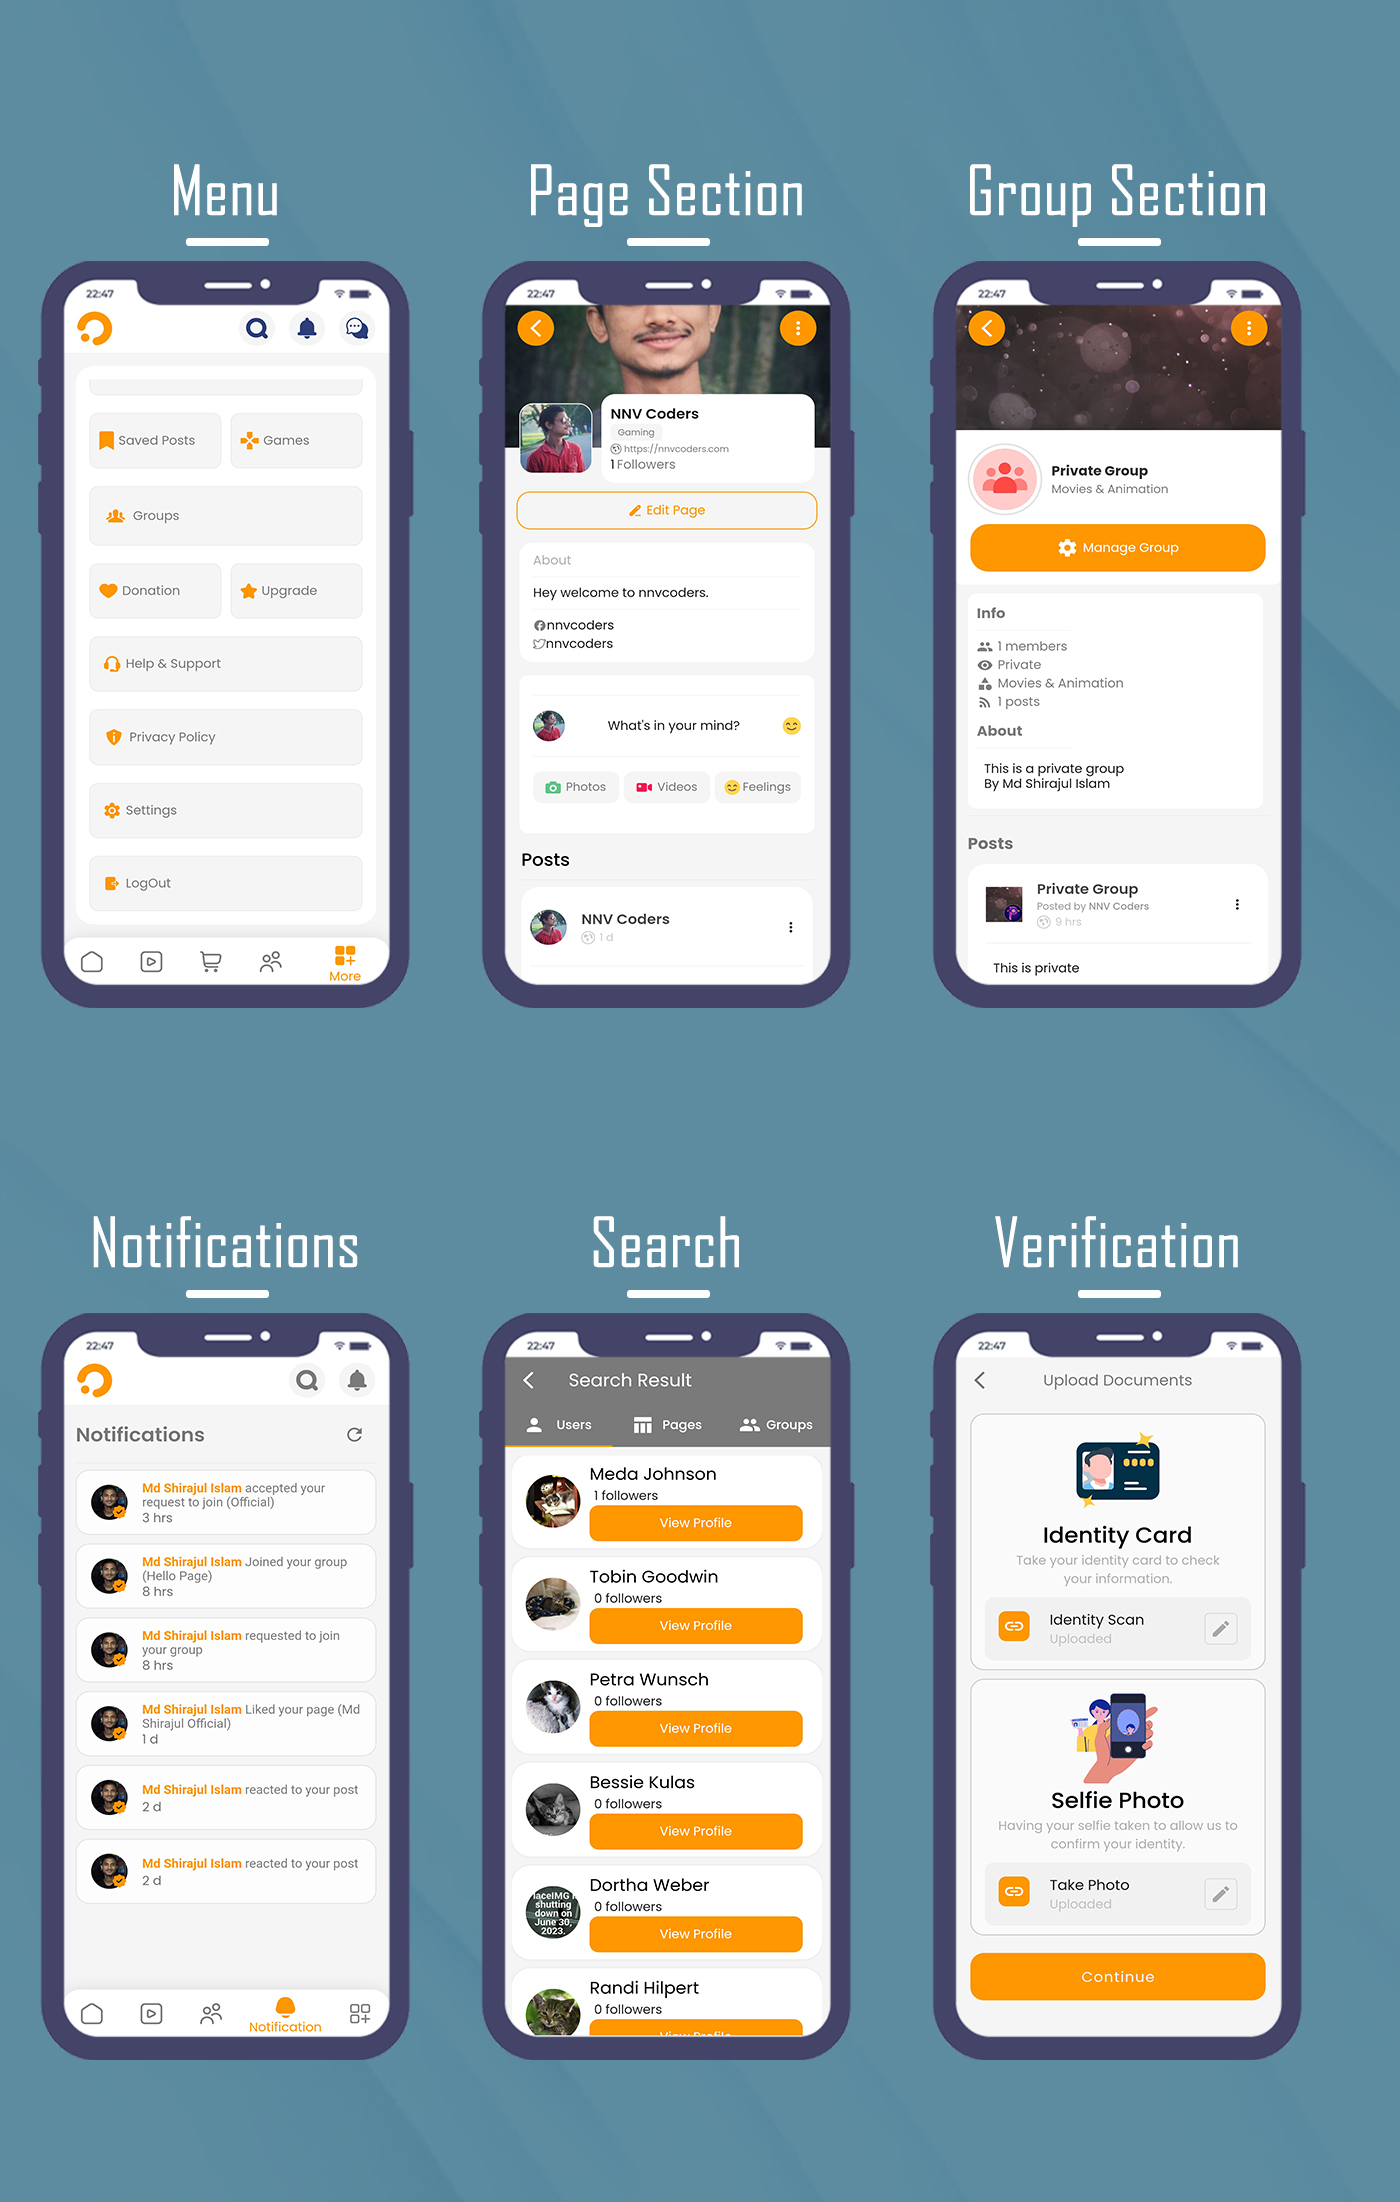 Menu
22:47
Saved Posts
Games
Groups
Donation
Upgrade
Help & Support
Privacy Policy
Settings
LogOut
More
Page Section
22:47
NNV Coders
Gaming
https://nnvcoders.com
1 Followers
Edit Page
About
Hey welcome to nnvcoders.
nnvcoders
nnvcoders
What's in your mind?
Photos
Videos
Feelings
Posts
NNV Coders
1 d
Group Section
22:47
Private Group
Movies & Animation
Manage Group
Info
1 members
Private
Movies & Animation
1 posts
About
This is a private group
By Md Shirajul Islam
Posts
Private Group
Posted by NNV Coders
9 hrs
This is private
Notifications
22:47
Notifications
Md Shirajul Islam accepted your
request to join (Official)
3 hrs
Md Shirajul Islam Joined your group
(Hello Page)
8 hrs
Md Shirajul Islam requested to join
your group
8 hrs
Md Shirajul Islam Liked your page (Md
Shirajul Official)
1 d
Md Shirajul Islam reacted to your post
2 d
Md Shirajul Islam reacted to your post
2 d
Notification
Search
22:47
Search Result
Users
Pages
Groups
Meda Johnson
1 followers
View Profile
Tobin Goodwin
0 followers
View Profile
Petra Wunsch
0 followers
View Profile
Bessie Kulas
0 followers
View Profile
Dortha Weber
laceIMG i
shutting
down on
June 30,
2023.
0 followers
View Profile
Randi Hilpert
0 followers
View Profile
Verification
22:47
Upload Documents
Identity Card
Take your identity card to check
your information.
Identity Scan
Uploaded
Selfie Photo
Having your selfie taken to allow us to
confirm your identity.
Take Photo
Uploaded
Continue